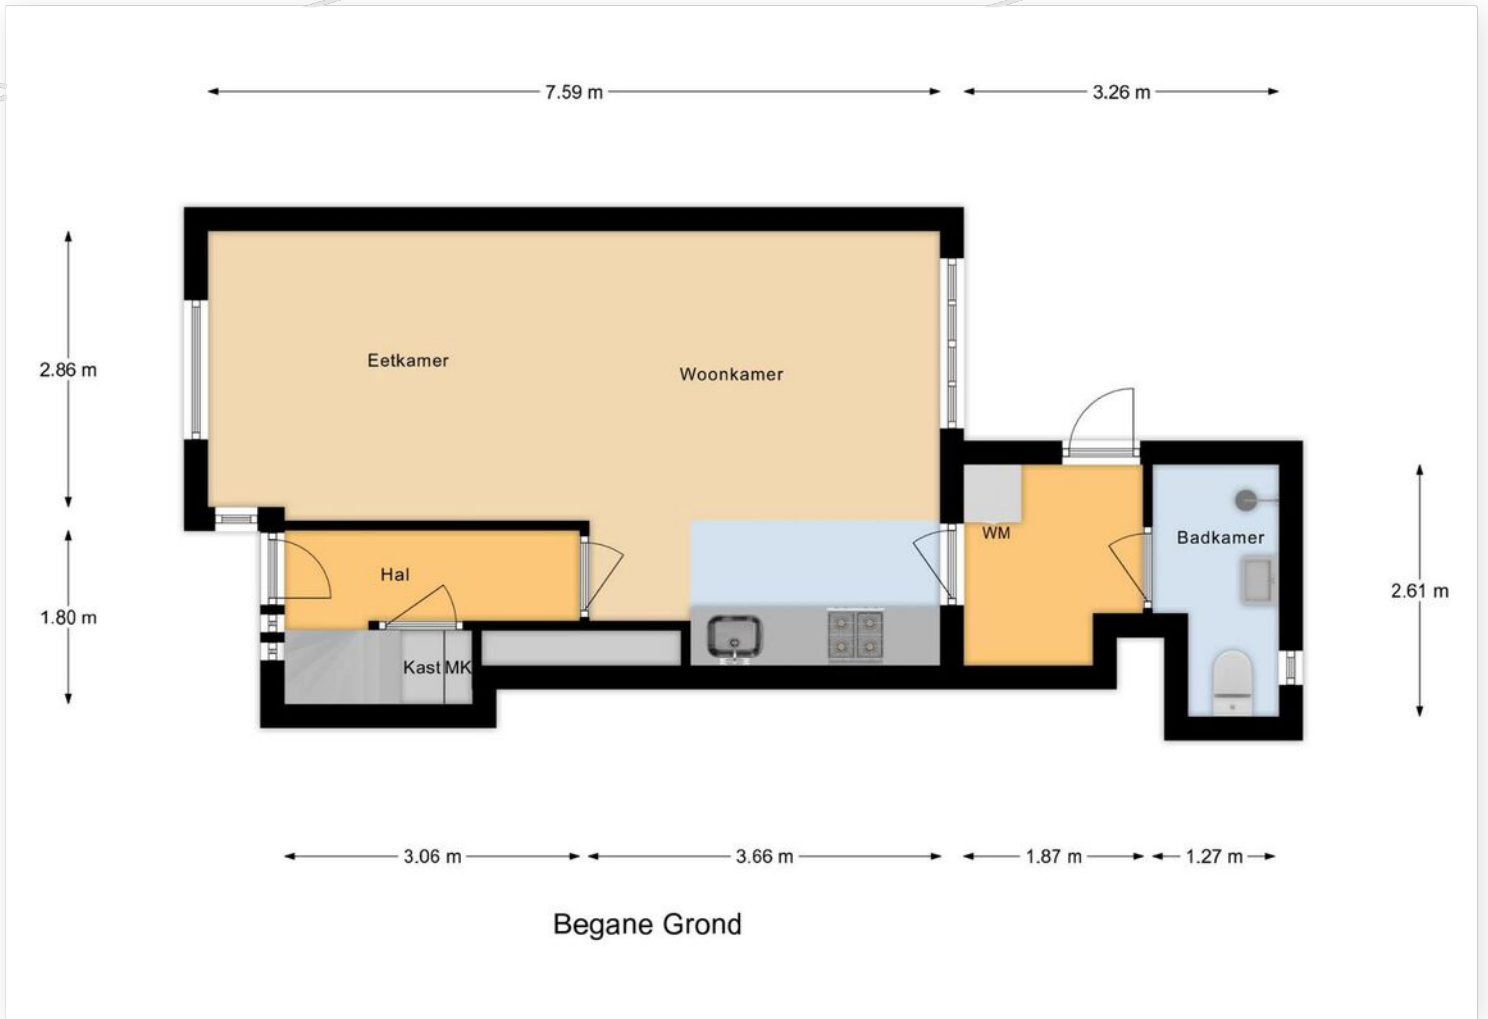 7.59 m
3.26 m
2.86 m
Eetkamer
Woonkamer
WM
Badkamer
Hal
2.61 m
1.80 m
Kast MK
3.06 m
3.66 m
1.87 m
1.27 m
Begane Grond